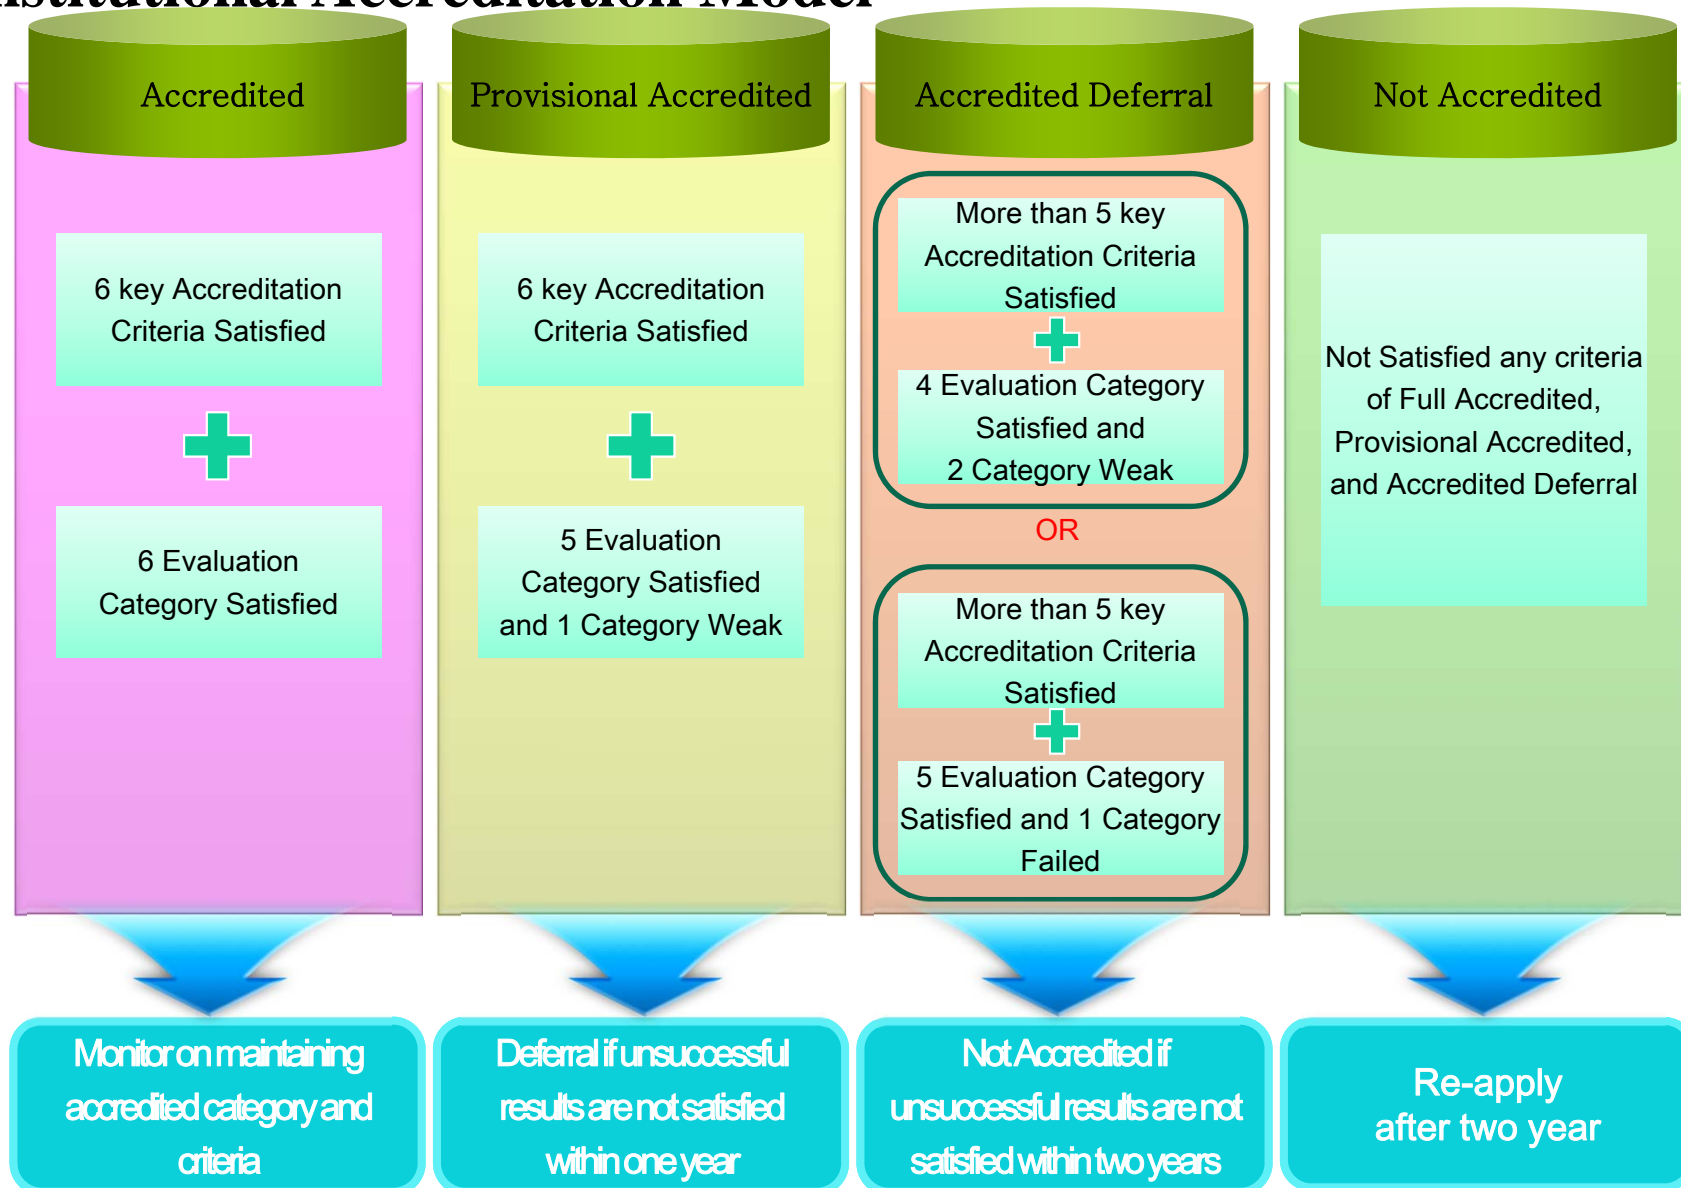 nstitutional Accreditation Model
Accredited
6 key Accreditation
Criteria Satisfied
6 Evaluation
Category Satisfied
Monitor on maintaining
accredited category and
criteria
Provisional Accredited
6 key Accreditation
Criteria Satisfied
5 Evaluation
Category Satisfied
and 1 Category Weak
Deferral if unsuccessful
results are not satisfied
within one year
Accredited Deferral
More than 5 key
Accreditation Criteria
Satisfied
4 Evaluation Category
Satisfied and
2 Category Weak
OR
More than 5 key
Accreditation Criteria
Satisfied
5 Evaluation Category
Satisfied and 1 Category
Failed
Not Accredited if
unsuccessful results are not
satisfied within two years
Not Accredited
Not Satisfied any criteria
of Full Accredited,
Provisional Accredited,
and Accredited Deferral
Re-apply
after two year